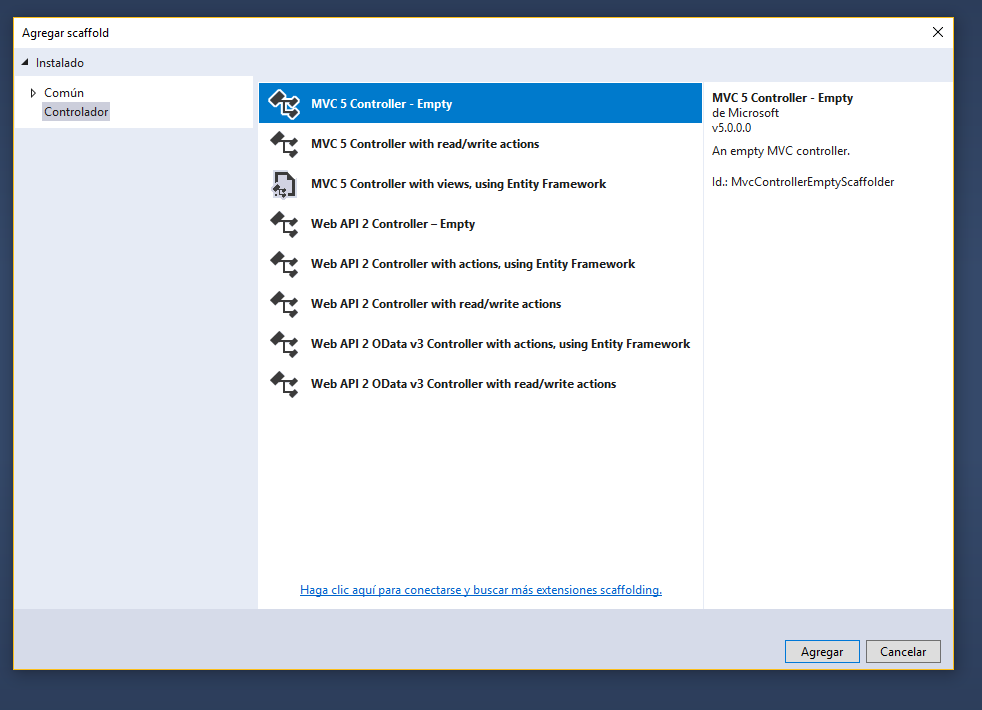 Agregar scaffold
Instalado
Común
Controlador
MVC 5 Controller - Empty
MVC 5 Controller with read/write actions
MVC 5 Controller with views, using Entity Framework
Web API 2 Controller – Empty
Web API 2 Controller with actions, using Entity Framework
Web API 2 Controller with read/write actions
Web API 2 OData v3 Controller with actions, using Entity Framework
Web API 2 OData v3 Controller with read/write actions
Haga clic aquí para conectarse y buscar más extensiones scaffolding.
MVC 5 Controller - Empty
de Microsoft
v5.0.0.0
An empty MVC controller.
Id.: MvcControllerEmptyScaffolder
Agregar
Cancelar